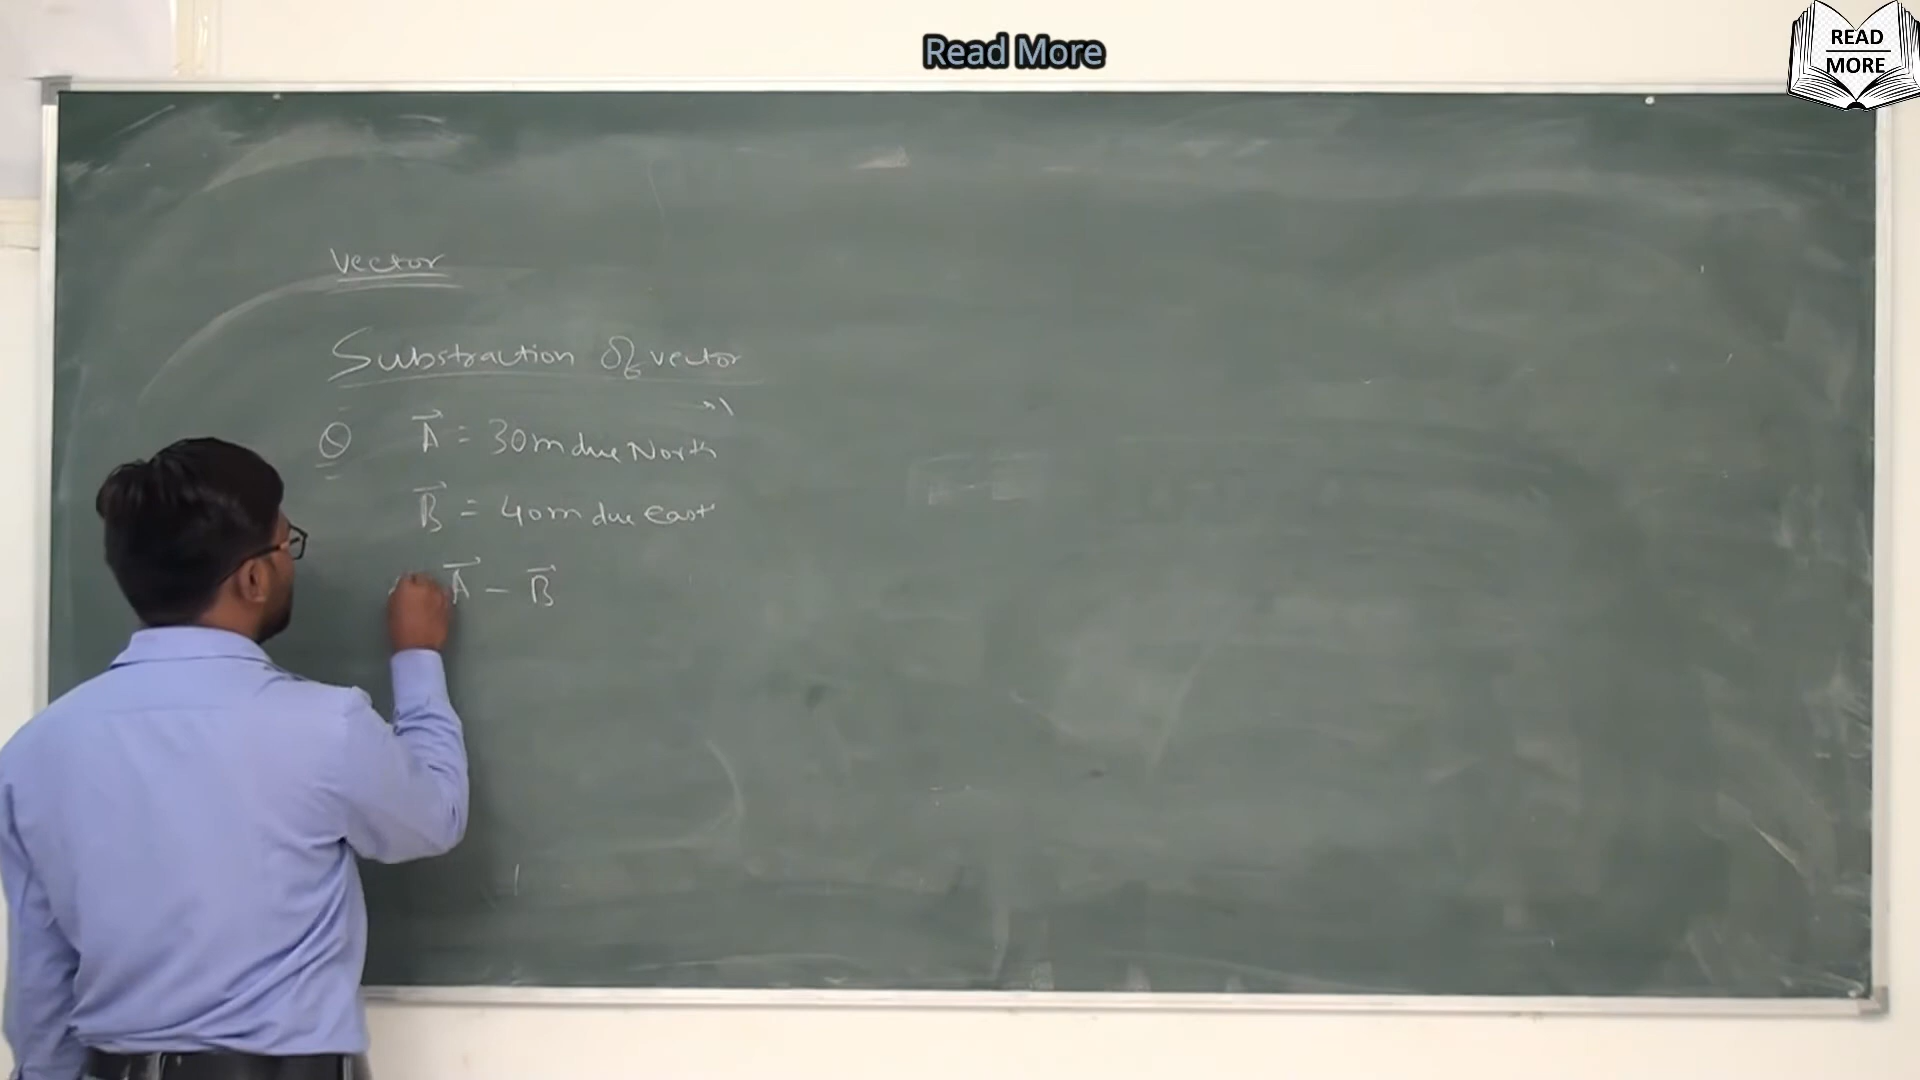 Read More
READ
MORE
Vector
Substraction of vector
Q A⃗ = 30m due North
B⃗ = 40m due east
A⃗ - B⃗